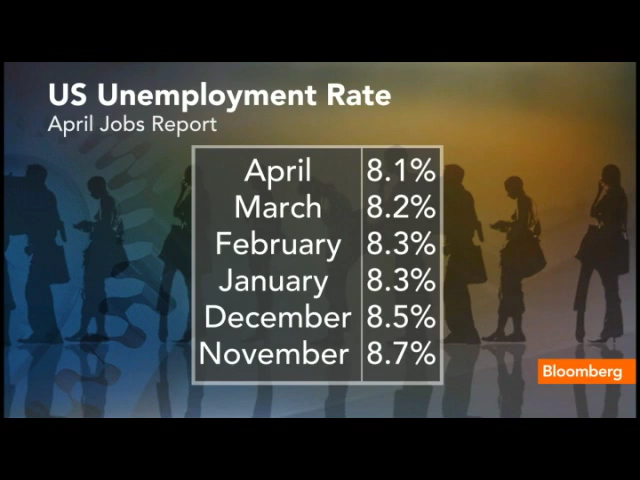 US Unemployment Rate
April Jobs Report
April 8.1%
March 8.2%
February 8.3%
January 8.3%
December 8.5%
November 8.7%
Bloomberg